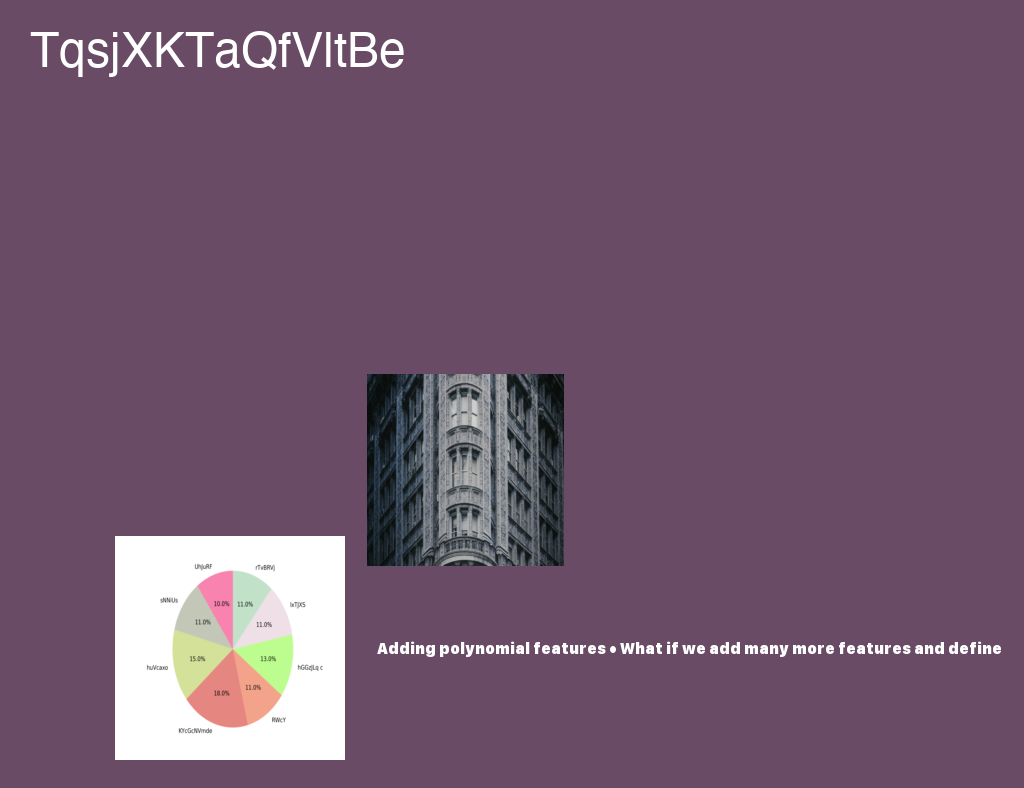 TqsjXKTaQfVltBe
UhJuRF
rTvBRVJ
10.0%
11.0%
sNNiUs
IxTJXS
11.0%
11.0%
15.0%
13.0%
huVcaxo
hGGzJLq c
18.0%
11.0%
RWcY
KYcGcNVmde
Adding polynomial features • What if we add many more features and define